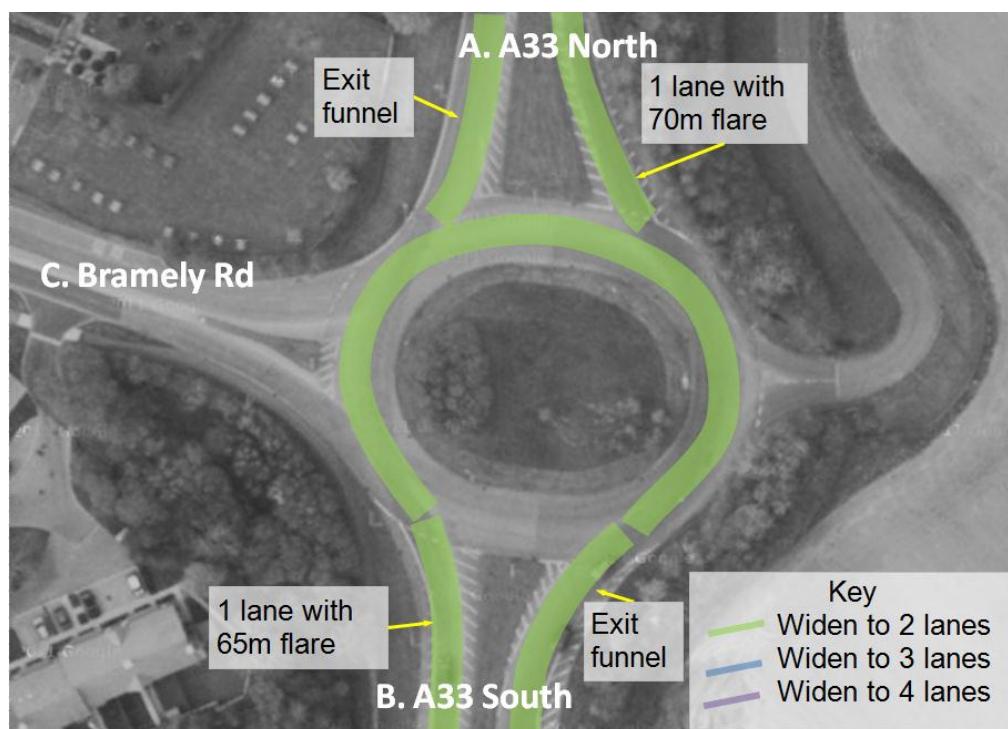 A. A33 North
Exit
funnel
1 lane with
70m flare
C. Bramely Rd
1 lane with
65m flare
Exit
funnel
B. A33 South
Key
Widen to 2 lanes
Widen to 3 lanes
Widen to 4 lanes